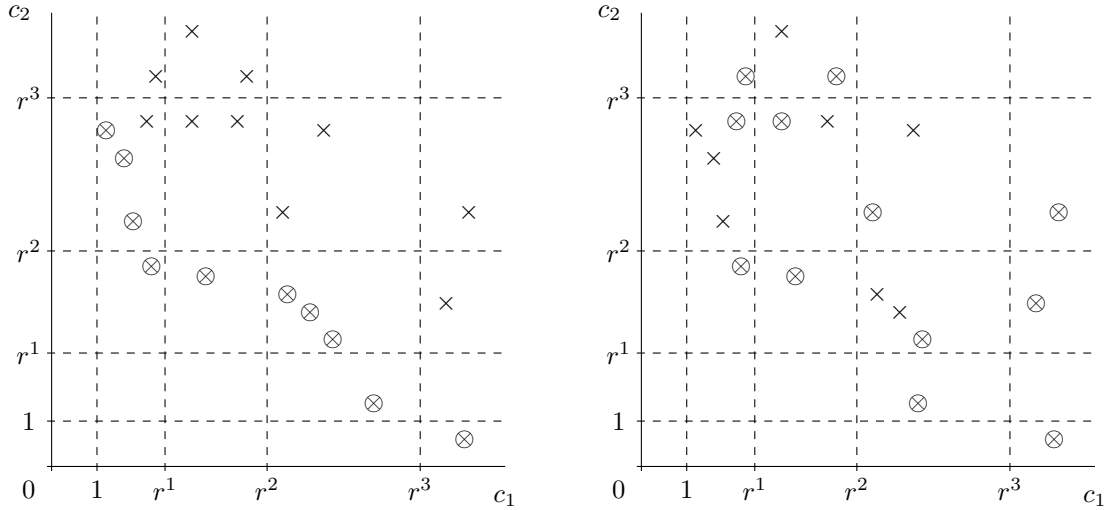 c₂ c₂
r³ r³
r² r²
r¹ r¹
1 1
0 1 r¹ r² r³ c₁ 0 1 r¹ r² r³ c₁